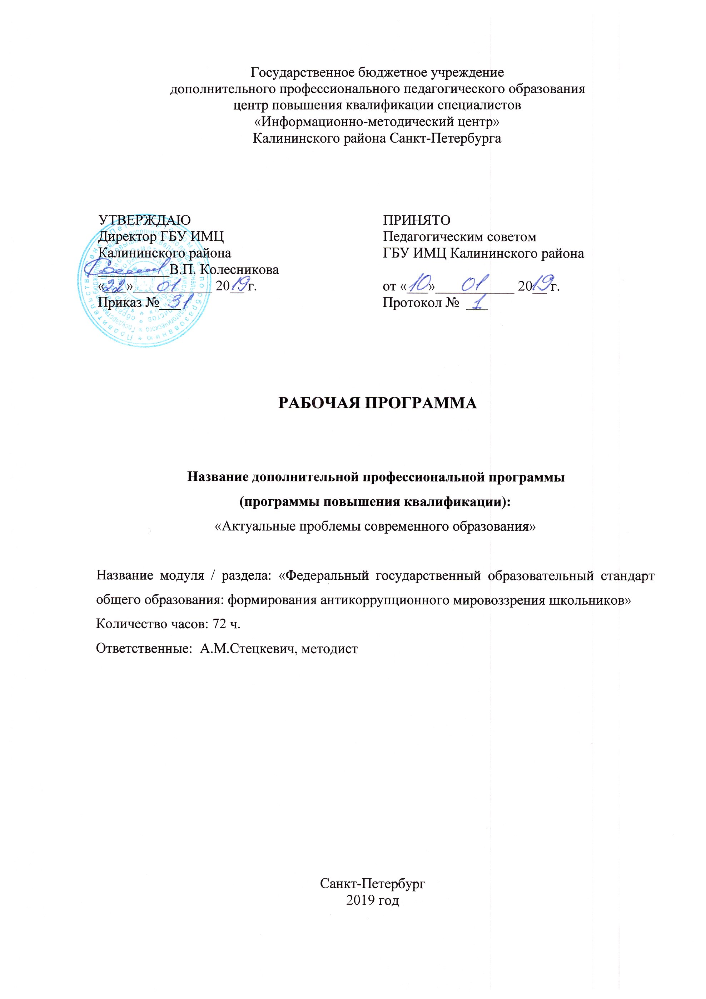 Государственное бюджетное учреждение
дополнительного профессионального педагогического образования
центр повышения квалификации специалистов
«Информационно-методический центр»
Калининского района Санкт-Петербурга
УТВЕРЖДАЮ
Директор ГБУ ИМЦ
Калининского района
____________В.П. Колесникова
«22» 01 2019г.
Приказ № 31
ПРИНЯТО
Педагогическим советом
ГБУ ИМЦ Калининского района
от «10» 01 2019г.
Протокол № 1
РАБОЧАЯ ПРОГРАММА
Название дополнительной профессиональной программы
(программы повышения квалификации):
«Актуальные проблемы современного образования»
Название модуля / раздела: «Федеральный государственный образовательный стандарт
общего образования: формирования антикоррупционного мировоззрения школьников»
Количество часов: 72 ч.
Ответственные: А.М.Стецкевич, методист
Санкт-Петербург
2019 год